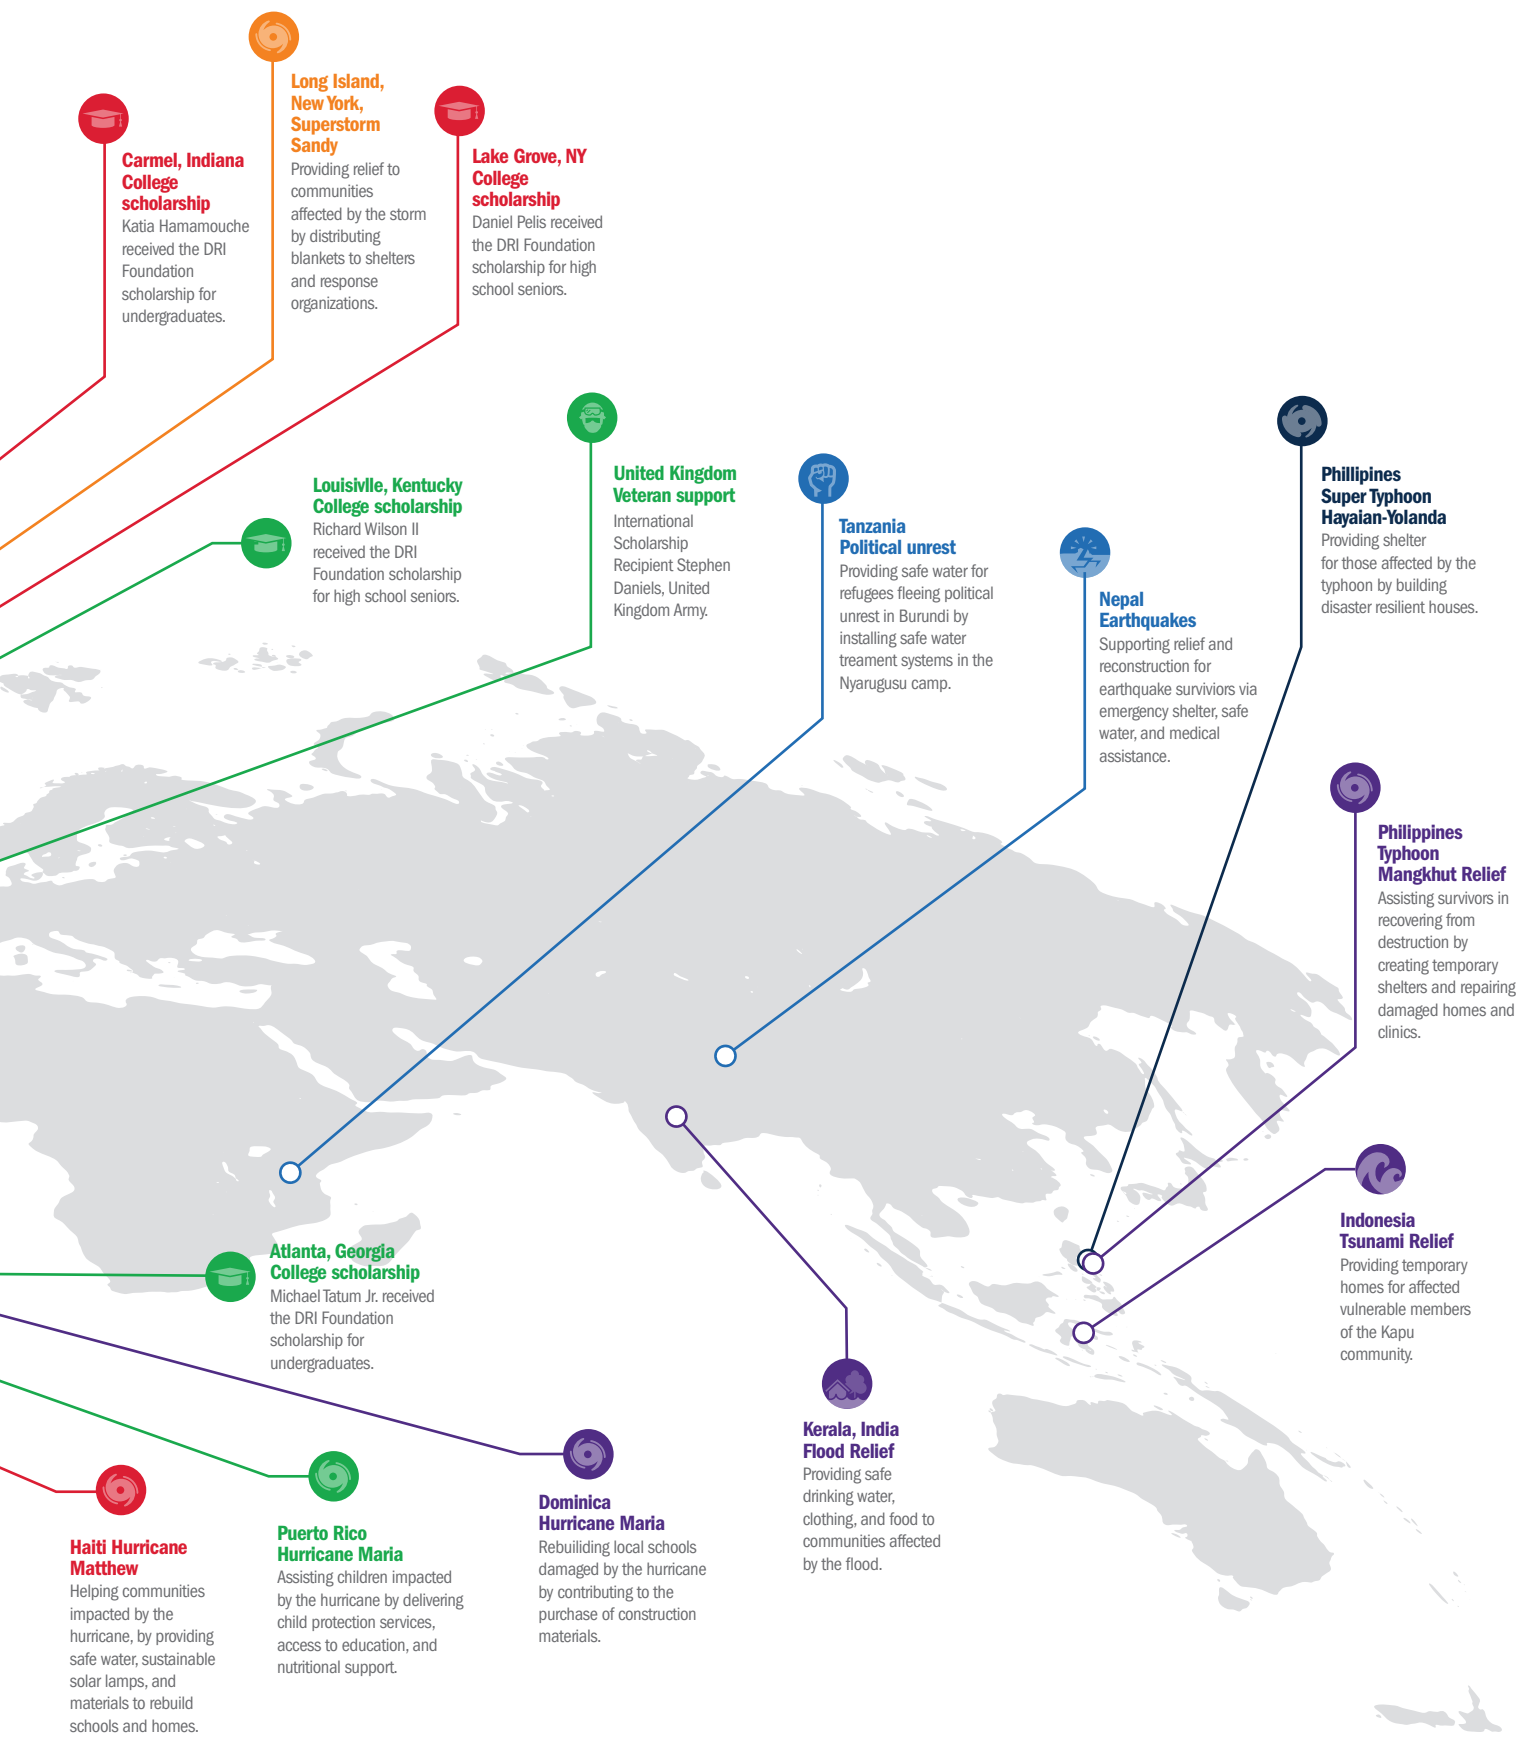 Long Island,
New York,
Superstorm
Sandy
Providing relief to
communities
affected by the storm
by distributing
blankets to shelters
and response
organizations.
Carmel, Indiana
College
scholarship
Katia Hamamouche
received the DRI
Foundation
scholarship for
undergraduates.
Lake Grove, NY
College
scholarship
Daniel Pelis received
the DRI Foundation
scholarship for high
school seniors.
Louisivlle, Kentucky
College scholarship
Richard Wilson II
received the DRI
Foundation scholarship
for high school seniors.
United Kingdom
Veteran support
International
Scholarship
Recipient Stephen
Daniels, United
Kingdom Army.
Tanzania
Political unrest
Providing safe water for
refugees fleeing political
unrest in Burundi by
installing safe water
treament systems in the
Nyarugusu camp.
Nepal
Earthquakes
Supporting relief and
reconstruction for
earthquake surviviors via
emergency shelter, safe
water, and medical
assistance.
Phillipines
Super Typhoon
Hayaian-Yolanda
Providing shelter
for those affected by the
typhoon by building
disaster resilient houses.
Philippines
Typhoon
Mangkhut Relief
Assisting survivors in
recovering from
destruction by
creating temporary
shelters and repairing
damaged homes and
clinics.
Indonesia
Tsunami Relief
Providing temporary
homes for affected
vulnerable members
of the Kapu
community.
Atlanta, Georgia
College scholarship
Michael Tatum Jr. received
the DRI Foundation
scholarship for
undergraduates.
Kerala, India
Flood Relief
Providing safe
drinking water,
clothing, and food to
communities affected
by the flood.
Dominica
Hurricane Maria
Rebuiliding local schools
damaged by the hurricane
by contributing to the
purchase of construction
materials.
Puerto Rico
Hurricane Maria
Assisting children impacted
by the hurricane by delivering
child protection services,
access to education, and
nutritional support.
Haiti Hurricane
Matthew
Helping communities
impacted by the
hurricane, by providing
safe water, sustainable
solar lamps, and
materials to rebuild
schools and homes.